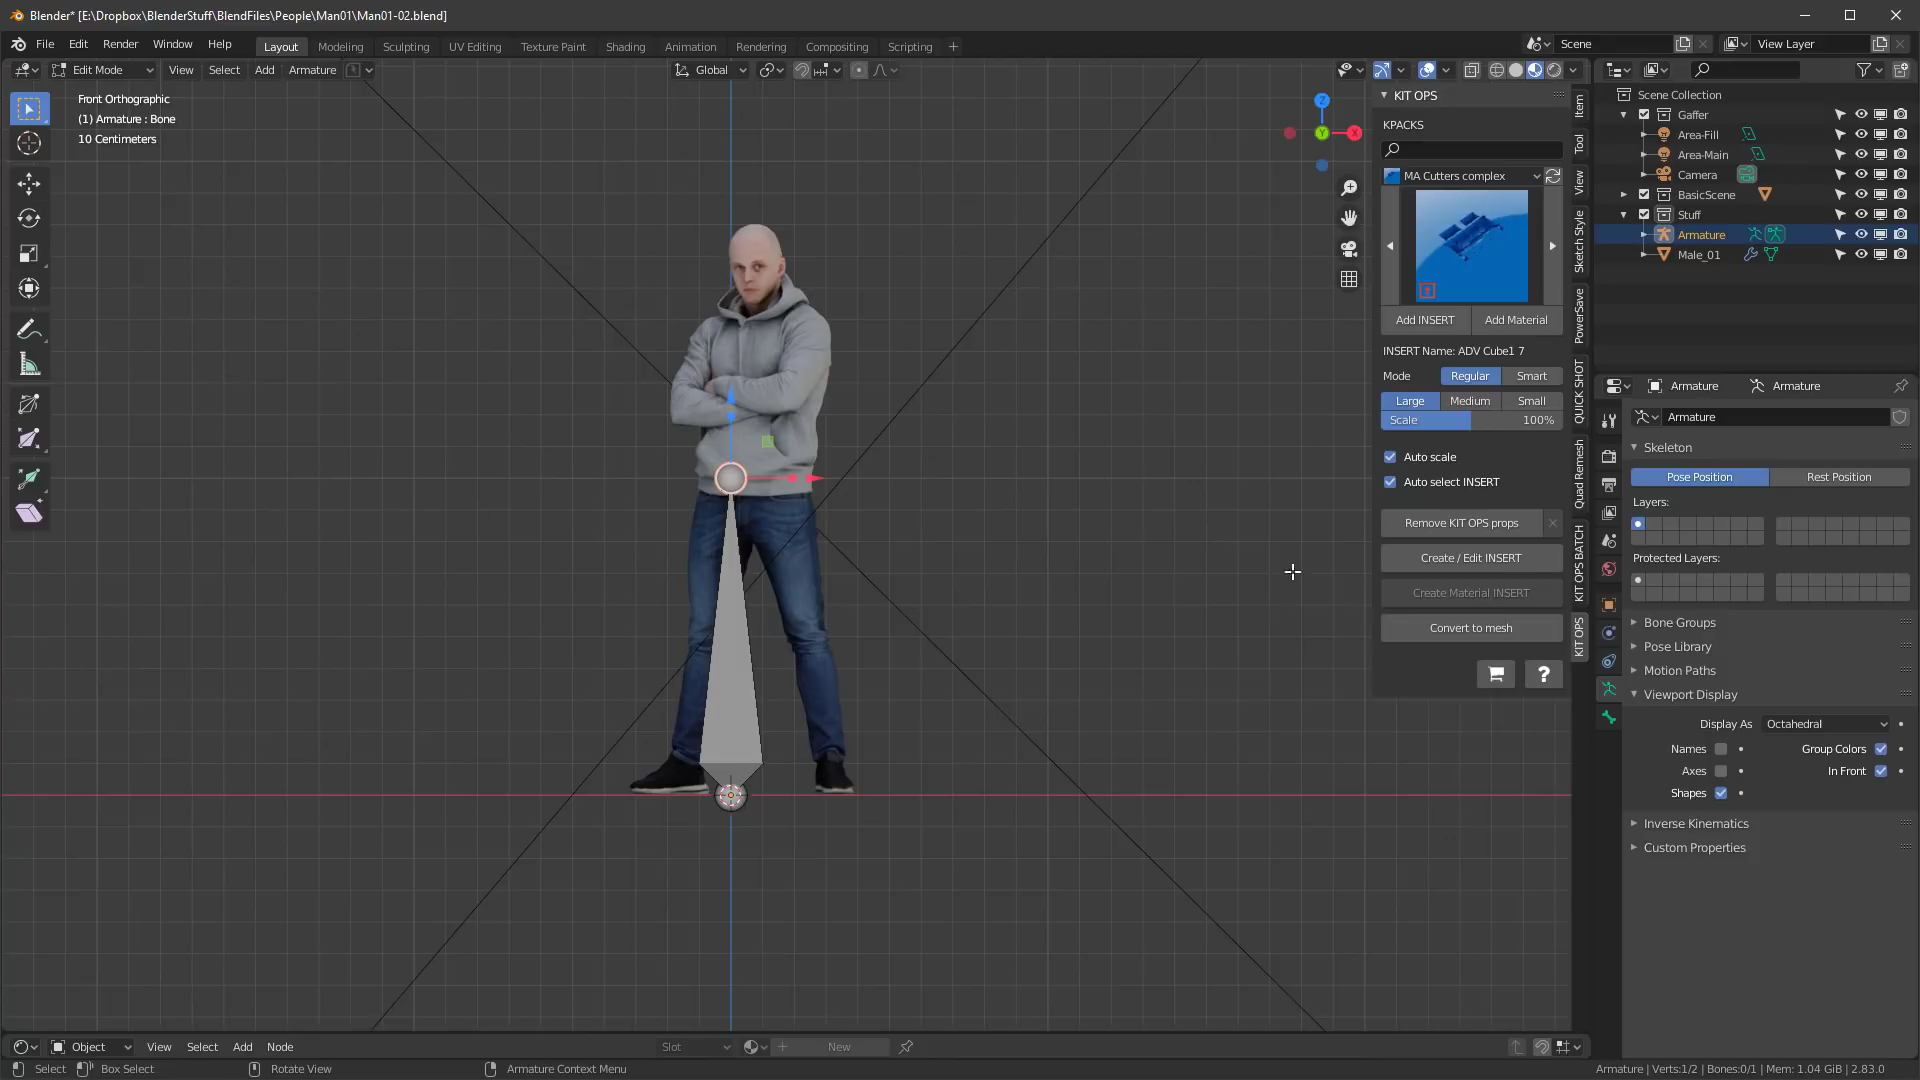 Blender* [E:\Dropbox\BlenderStuff\BlendFiles\People\Man01\Man01-02.blend]
File Edit Render Window Help Layout Modeling Sculpting UV Editing Texture Paint Shading Animation Rendering Compositing Scripting + Scene View Layer
Edit Mode View Select Add Armature Global
Front Orthographic
(1) Armature : Bone
10 Centimeters
Z
Y
X
KIT OPS
KPACKS
MA Cutters complex
Add INSERT Add Material
INSERT Name: ADV Cube1 7
Mode Regular Smart
Large Medium Small
Scale 100%
Auto scale
Auto select INSERT
Remove KIT OPS props
Create / Edit INSERT
Create Material INSERT
Convert to mesh
?
Item
Tool
View
Sketch Style
PowerSave
QUICK SHOT
Quad Remesh
KIT OPS BATCH
KIT OPS
Scene Collection
Gaffer
Area-Fill
Area-Main
Camera
BasicScene
Stuff
Armature
Male_01
Armature Armature
Armature
Skeleton
Pose Position Rest Position
Layers:
Protected Layers:
Bone Groups
Pose Library
Motion Paths
Viewport Display
Display As Octahedral
Names Group Colors
Axes In Front
Shapes
Inverse Kinematics
Custom Properties
Object View Select Add Node Slot New
Select Box Select Rotate View Armature Context Menu Armature | Verts:1/2 | Bones:0/1 | Mem: 1.04 GiB | 2.83.0